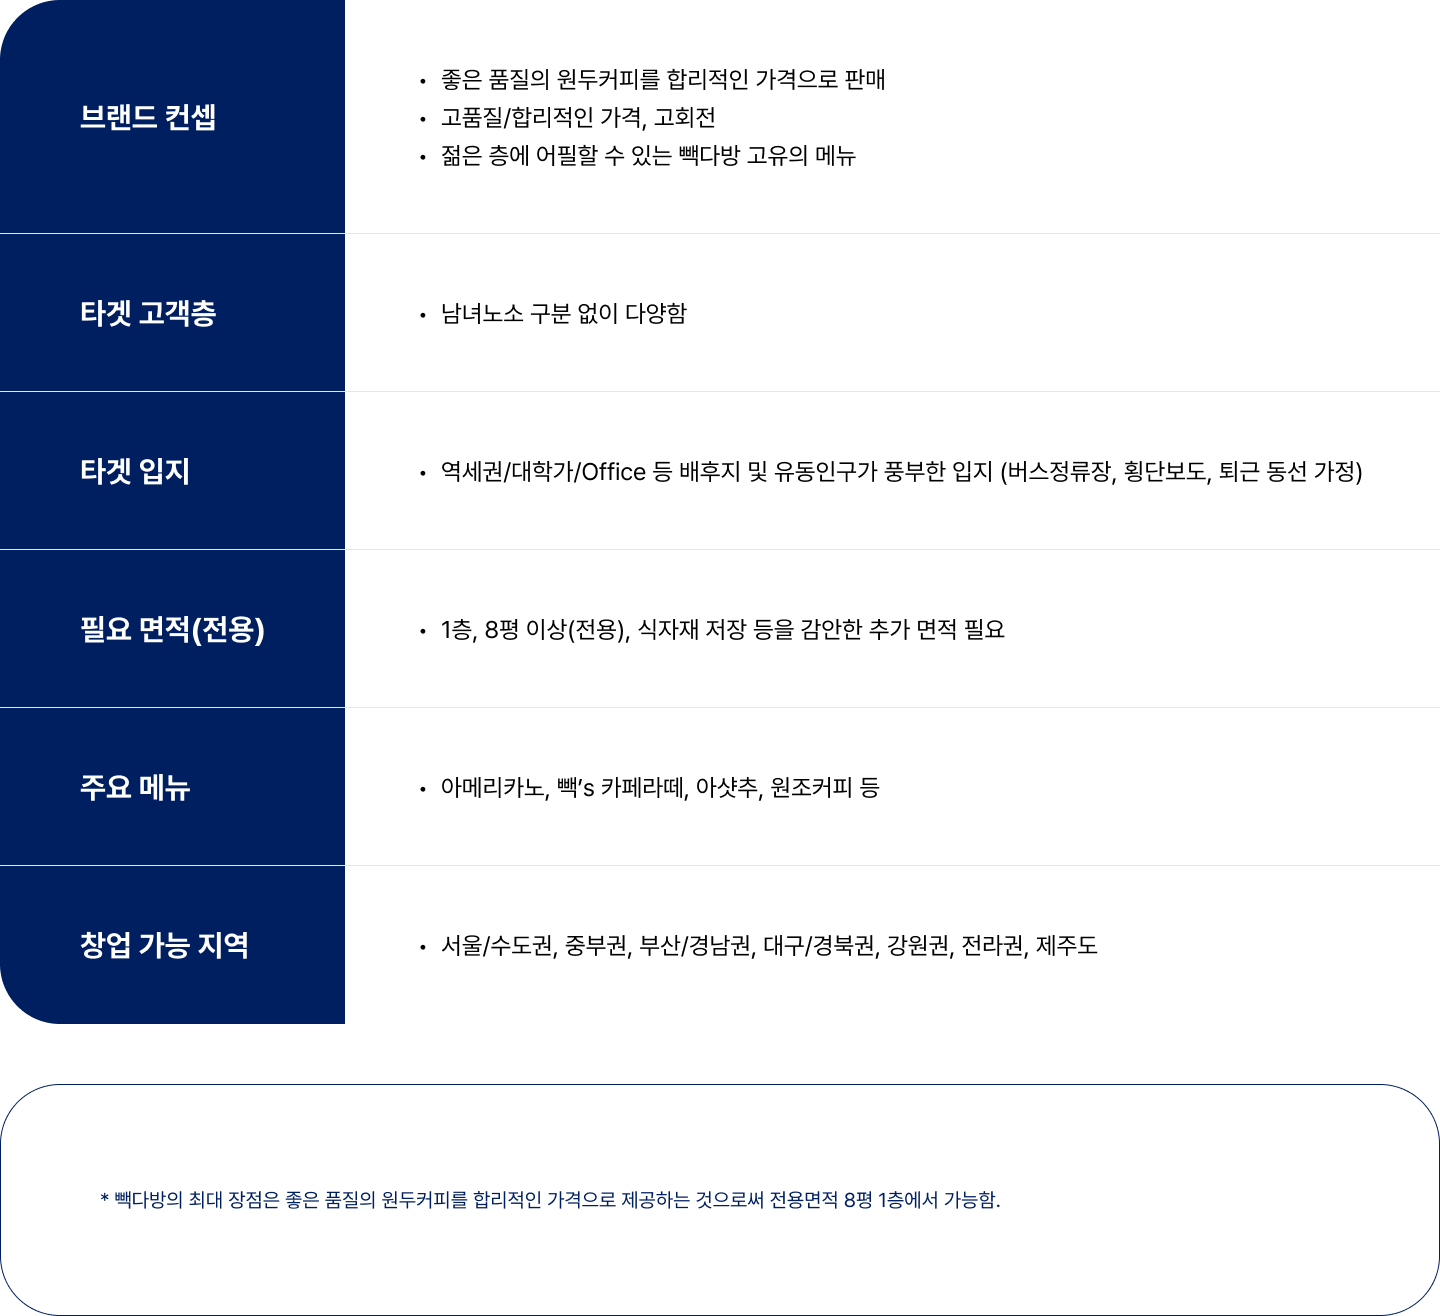 브랜드 컨셉
• 좋은 품질의 원두커피를 합리적인 가격으로 판매
• 고품질/합리적인 가격, 고회전
• 젊은 층에 어필할 수 있는 빽다방 고유의 메뉴
타겟 고객층
• 남녀노소 구분 없이 다양함
타겟 입지
• 역세권/대학가/Office 등 배후지 및 유동인구가 풍부한 입지 (버스정류장, 횡단보도, 퇴근 동선 가정)
필요 면적(전용)
• 1층, 8평 이상(전용), 식자재 저장 등을 감안한 추가 면적 필요
주요 메뉴
• 아메리카노, 빽’s 카페라떼, 아샷추, 원조커피 등
창업 가능 지역
• 서울/수도권, 중부권, 부산/경남권, 대구/경북권, 강원권, 전라권, 제주도
* 빽다방의 최대 장점은 좋은 품질의 원두커피를 합리적인 가격으로 제공하는 것으로써 전용면적 8평 1층에서 가능함.